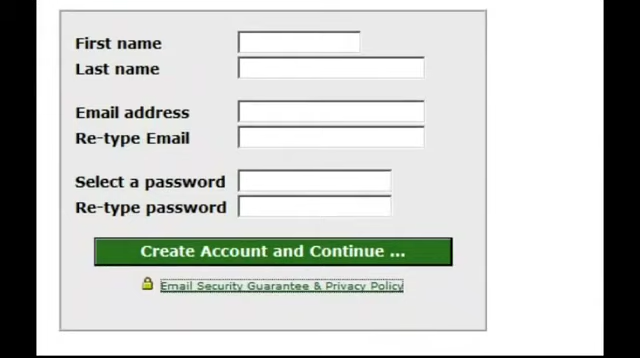 First name
Last name
Email address
Re-type Email
Select a password
Re-type password
Create Account and Continue ...
Email Security Guarantee & Privacy Policy